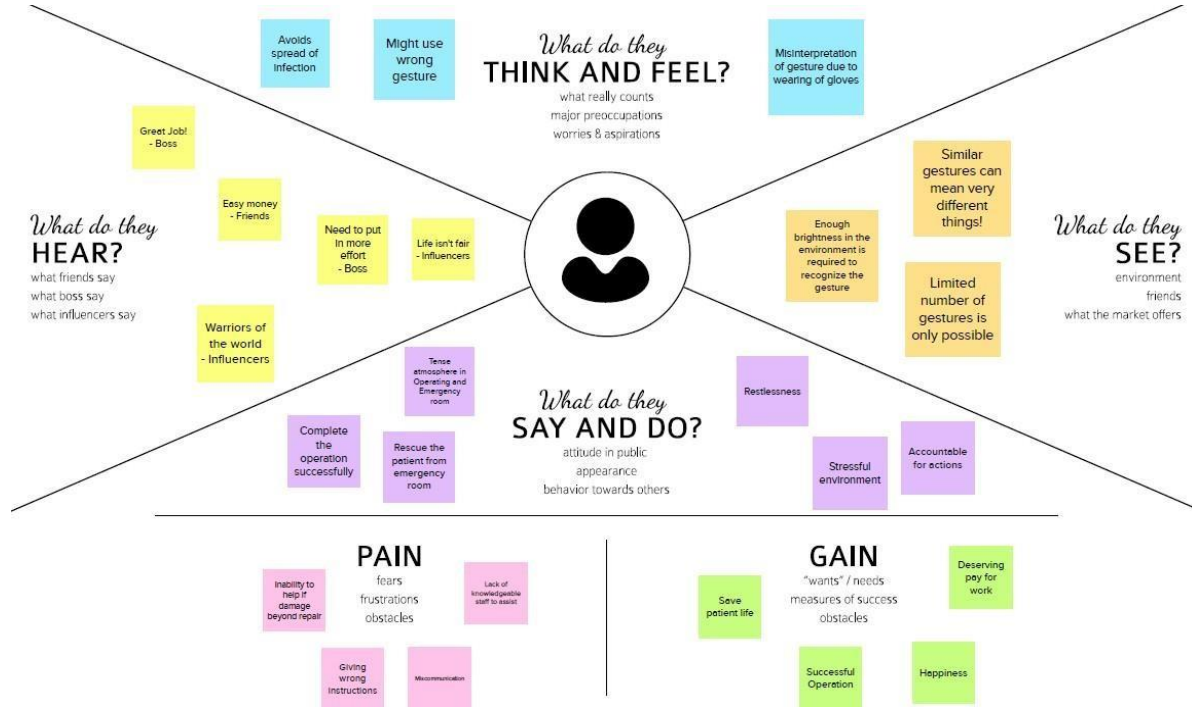 What do they
THINK AND FEEL?
what really counts
major preoccupations
worries & aspirations
Avoids
spread of
infection
Might use
wrong
gesture
Misinterpretation
of gesture due to
wearing of gloves
What do they
HEAR?
what friends say
what boss say
what influencers say
Great Job!
- Boss
Easy money
- Friends
Need to put
in more
effort
- Boss
Life isn't fair
- Influencers
Warriors of
the world
- Influencers
What do they
SEE?
environment
friends
what the market offers
Similar
gestures can
mean very
different
things!
Enough
brightness in the
environment is
required to
recognize the
gesture
Limited
number of
gestures is
only possible
What do they
SAY AND DO?
attitude in public
appearance
behavior towards others
Tense
atmosphere in
Operating and
Emergency
room
Complete
the
operation
successfully
Rescue the
patient from
emergency
room
Restlessness
Stressful
environment
Accountable
for actions
PAIN
fears
frustrations
obstacles
Inability to
help if
damage
beyond repair
Lack of
knowledgeable
staff to assist
Giving
wrong
instructions
Miscommunication
GAIN
"wants" / needs
measures of success
obstacles
Save
patient life
Deserving
pay for
work
Successful
Operation
Happiness